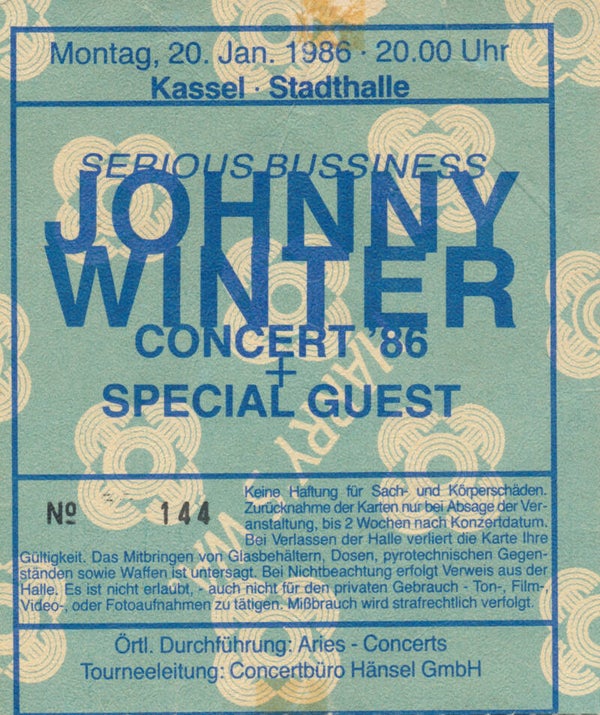 Montag, 20. Jan. 1986 · 20.00 Uhr
Kassel · Stadthalle
SERIOUS BUSSINESS
JOHNNY
WINTER
CONCERT '86
+
SPECIAL GUEST
Nº 144
Keine Haftung für Sach- und Körperschäden.
Zurücknahme der Karten nur bei Absage der Ver-
anstaltung, bis 2 Wochen nach Konzertdatum.
Bei Verlassen der Halle verliert die Karte Ihre
Gültigkeit. Das Mitbringen von Glasbehältern, Dosen, pyrotechnischen Gegen-
ständen sowie Waffen ist untersagt. Bei Nichtbeachtung erfolgt Verweis aus der
Halle. Es ist nicht erlaubt, - auch nicht für den privaten Gebrauch - Ton-, Film-,
Video-, oder Fotoaufnahmen zu tätigen. Mißbrauch wird strafrechtlich verfolgt.
Örtl. Durchführung: Aries - Concerts
Tourneeleitung: Concertbüro Hänsel GmbH